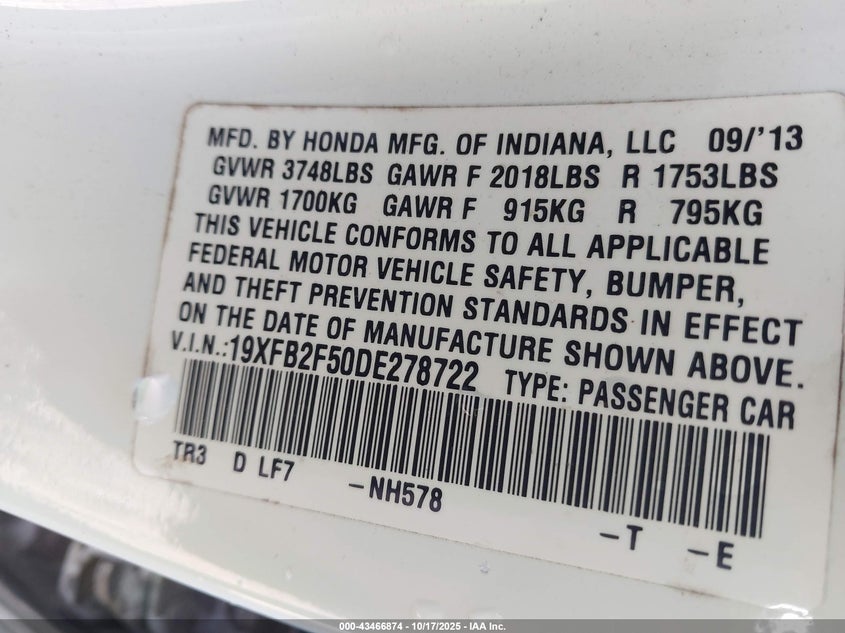 MFD. BY HONDA MFG. OF INDIANA, LLC 09/'13
GVWR 3748LBS GAWR F 2018LBS R 1753LBS
GVWR 1700KG GAWR F 915KG R 795KG
THIS VEHICLE CONFORMS TO ALL APPLICABLE
FEDERAL MOTOR VEHICLE SAFETY, BUMPER,
AND THEFT PREVENTION STANDARDS IN EFFECT
ON THE DATE OF MANUFACTURE SHOWN ABOVE.
V.I.N.:19XFB2F50DE278722 TYPE: PASSENGER CAR
TR3 D LF7 -NH578 -T -E
000-43466874 | 10/17/2025 | IAA Inc.